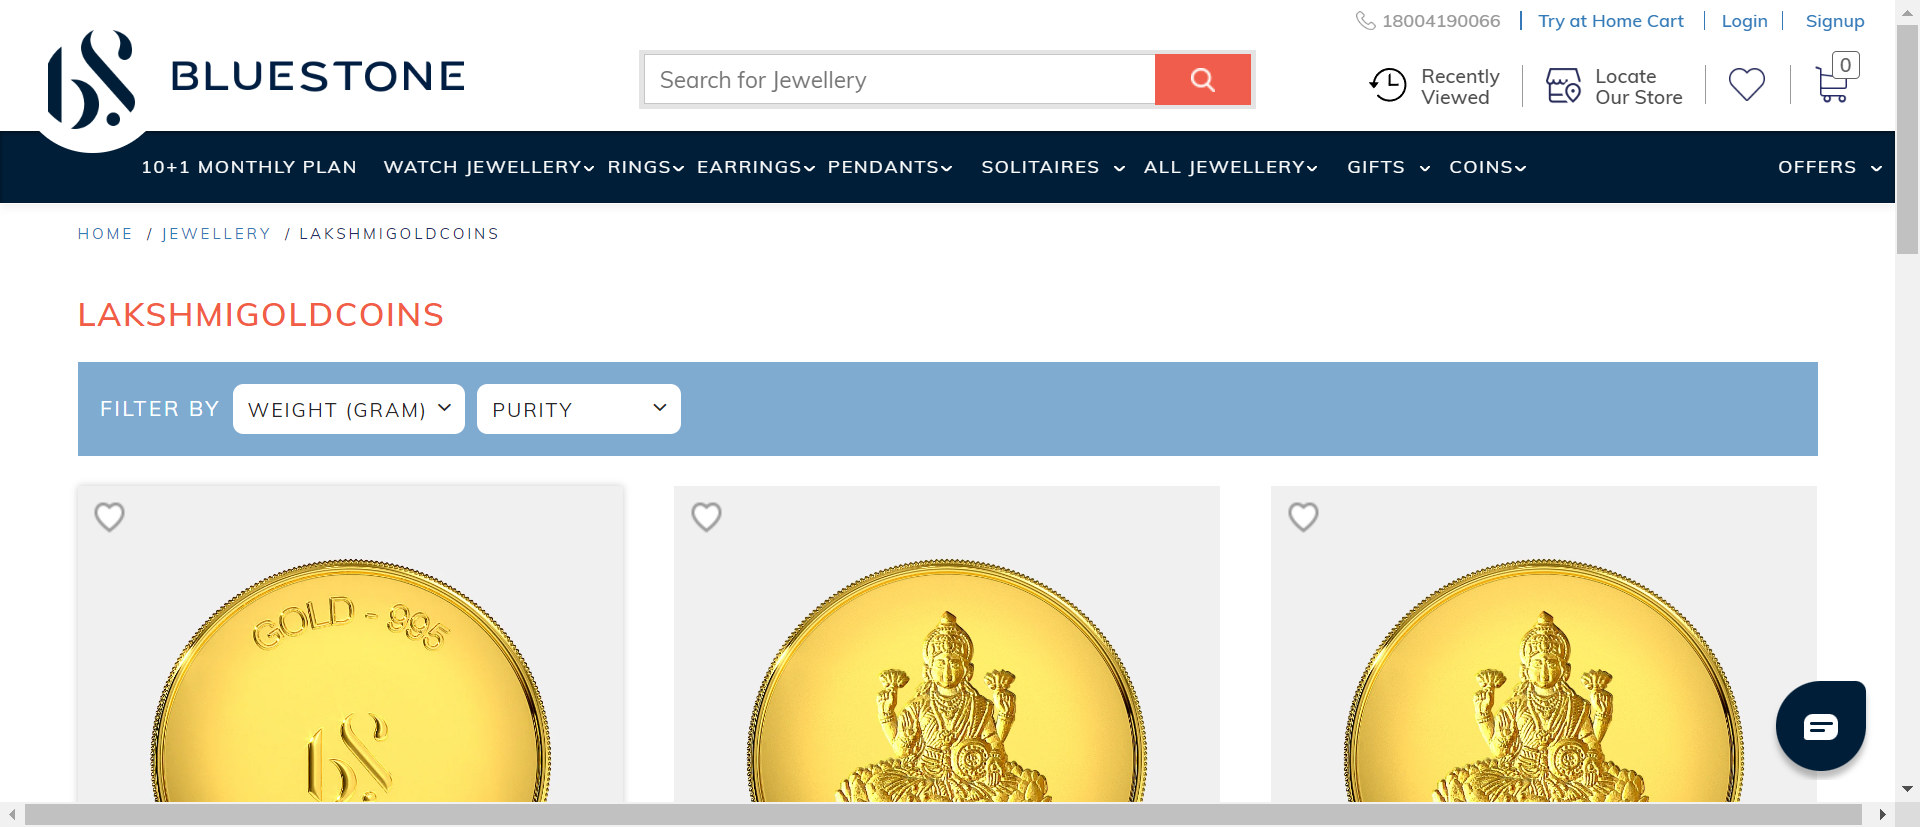 18004190066 Try at Home Cart Login Signup
BLUESTONE
Search for Jewellery
Recently
Viewed
Locate
Our Store
0
10+1 MONTHLY PLAN WATCH JEWELLERY RINGS EARRINGS PENDANTS SOLITAIRES ALL JEWELLERY GIFTS COINS OFFERS
HOME / JEWELLERY / LAKSHMIGOLDCOINS
LAKSHMIGOLDCOINS
FILTER BY WEIGHT (GRAM) PURITY
GOLD - 995